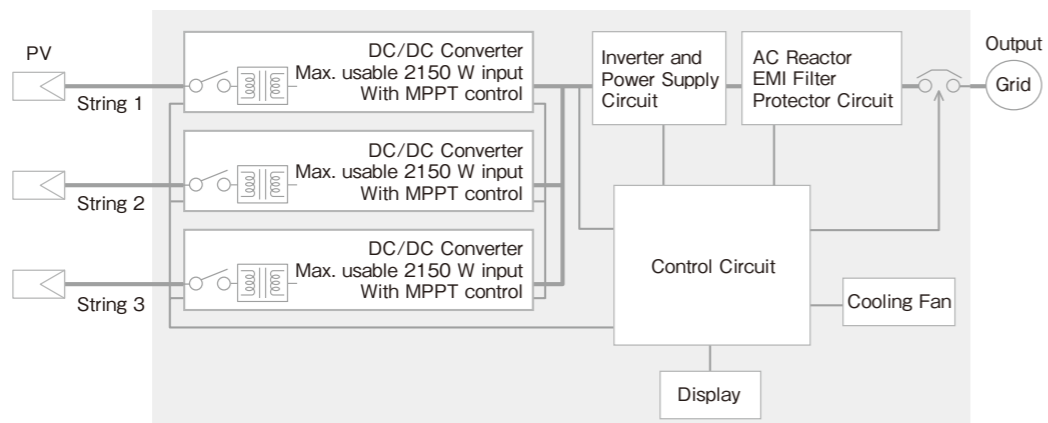 PV
String 1
String 2
String 3
DC/DC Converter
Max. usable 2150 W input
With MPPT control
DC/DC Converter
Max. usable 2150 W input
With MPPT control
DC/DC Converter
Max. usable 2150 W input
With MPPT control
Inverter and
Power Supply
Circuit
AC Reactor
EMI Filter
Protector Circuit
Output
Grid
Control Circuit
Cooling Fan
Display